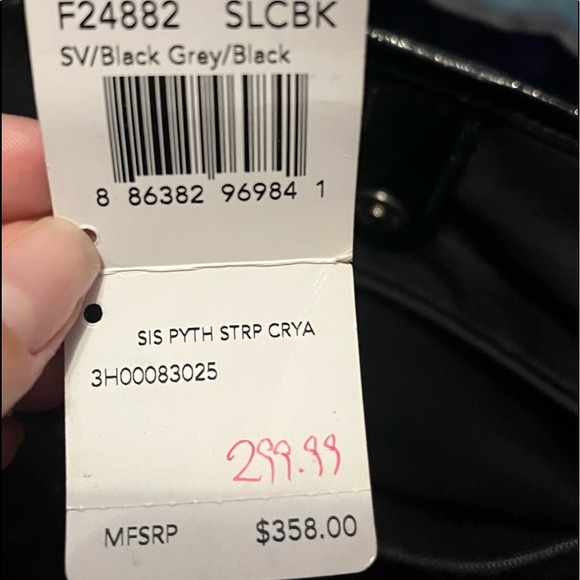 F24882 SLCBK
SV/Black Grey/Black
8 86382 96984 1
SIS PYTH STRP CRYA
3H00083025
299.99
MFSRP $358.00